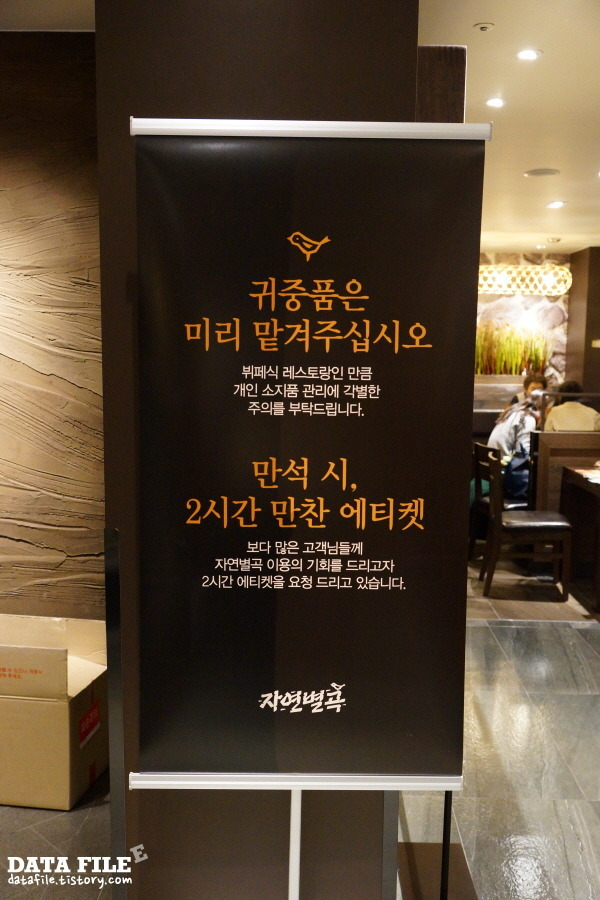 귀중품은
미리 맡겨주십시오
뷔페식 레스토랑인 만큼
개인 소지품 관리에 각별한
주의를 부탁드립니다.
만석 시,
2시간 만찬 에티켓
보다 많은 고객님들께
자연별곡 이용의 기회를 드리고자
2시간 에티켓을 요청 드리고 있습니다.
자연별곡
DATA FILE
E
datafile.tistory.com